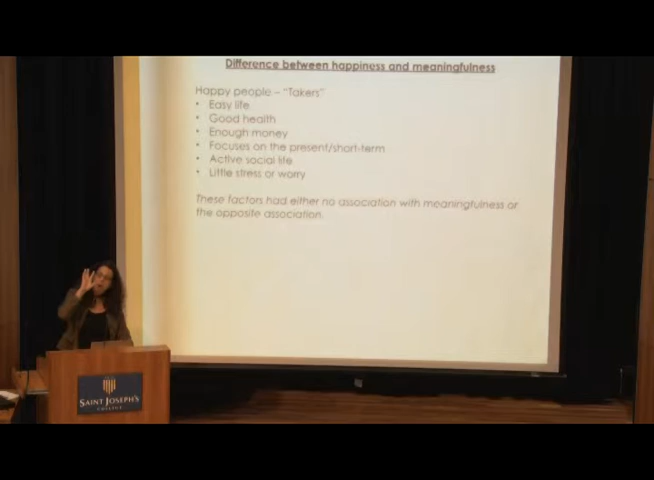 Difference between happiness and meaningfulness
Happy people – "Takers"
• Easy life
• Good health
• Enough money
• Focuses on the present/short-term
• Active social life
• Little stress or worry
These factors had either no association with meaningfulness or
the opposite association.
SAINT JOSEPH'S
COLLEGE